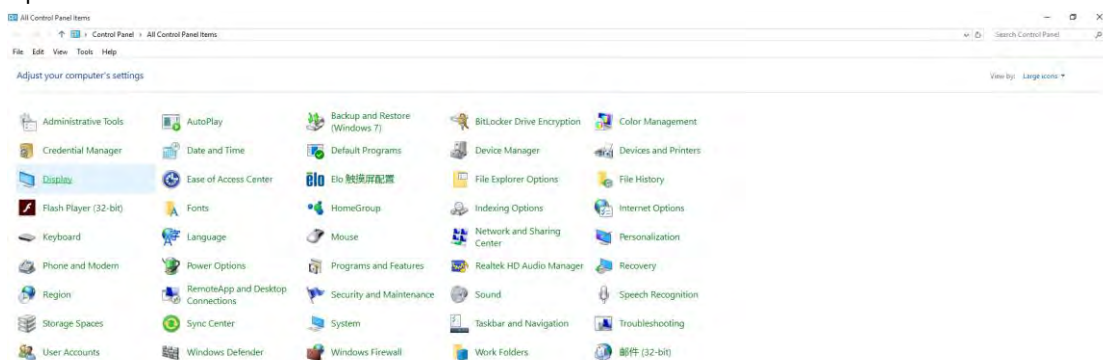 All Control Panel Items
Control Panel > All Control Panel Items
Search Control Panel
File Edit View Tools Help
Adjust your computer's settings
View by: Large icons
Administrative Tools
AutoPlay
Backup and Restore
(Windows 7)
BitLocker Drive Encryption
Color Management
Credential Manager
Date and Time
Default Programs
Device Manager
Devices and Printers
Display
Ease of Access Center
elo
Elo 触摸屏配置
File Explorer Options
File History
Flash Player (32-bit)
Fonts
HomeGroup
Indexing Options
Internet Options
Keyboard
Language
Mouse
Network and Sharing
Center
Personalization
Phone and Modem
Power Options
Programs and Features
Realtek HD Audio Manager
Recovery
Region
RemoteApp and Desktop
Connections
Security and Maintenance
Sound
Speech Recognition
Storage Spaces
Sync Center
System
Taskbar and Navigation
Troubleshooting
User Accounts
Windows Defender
Windows Firewall
Work Folders
邮件 (32-bit)